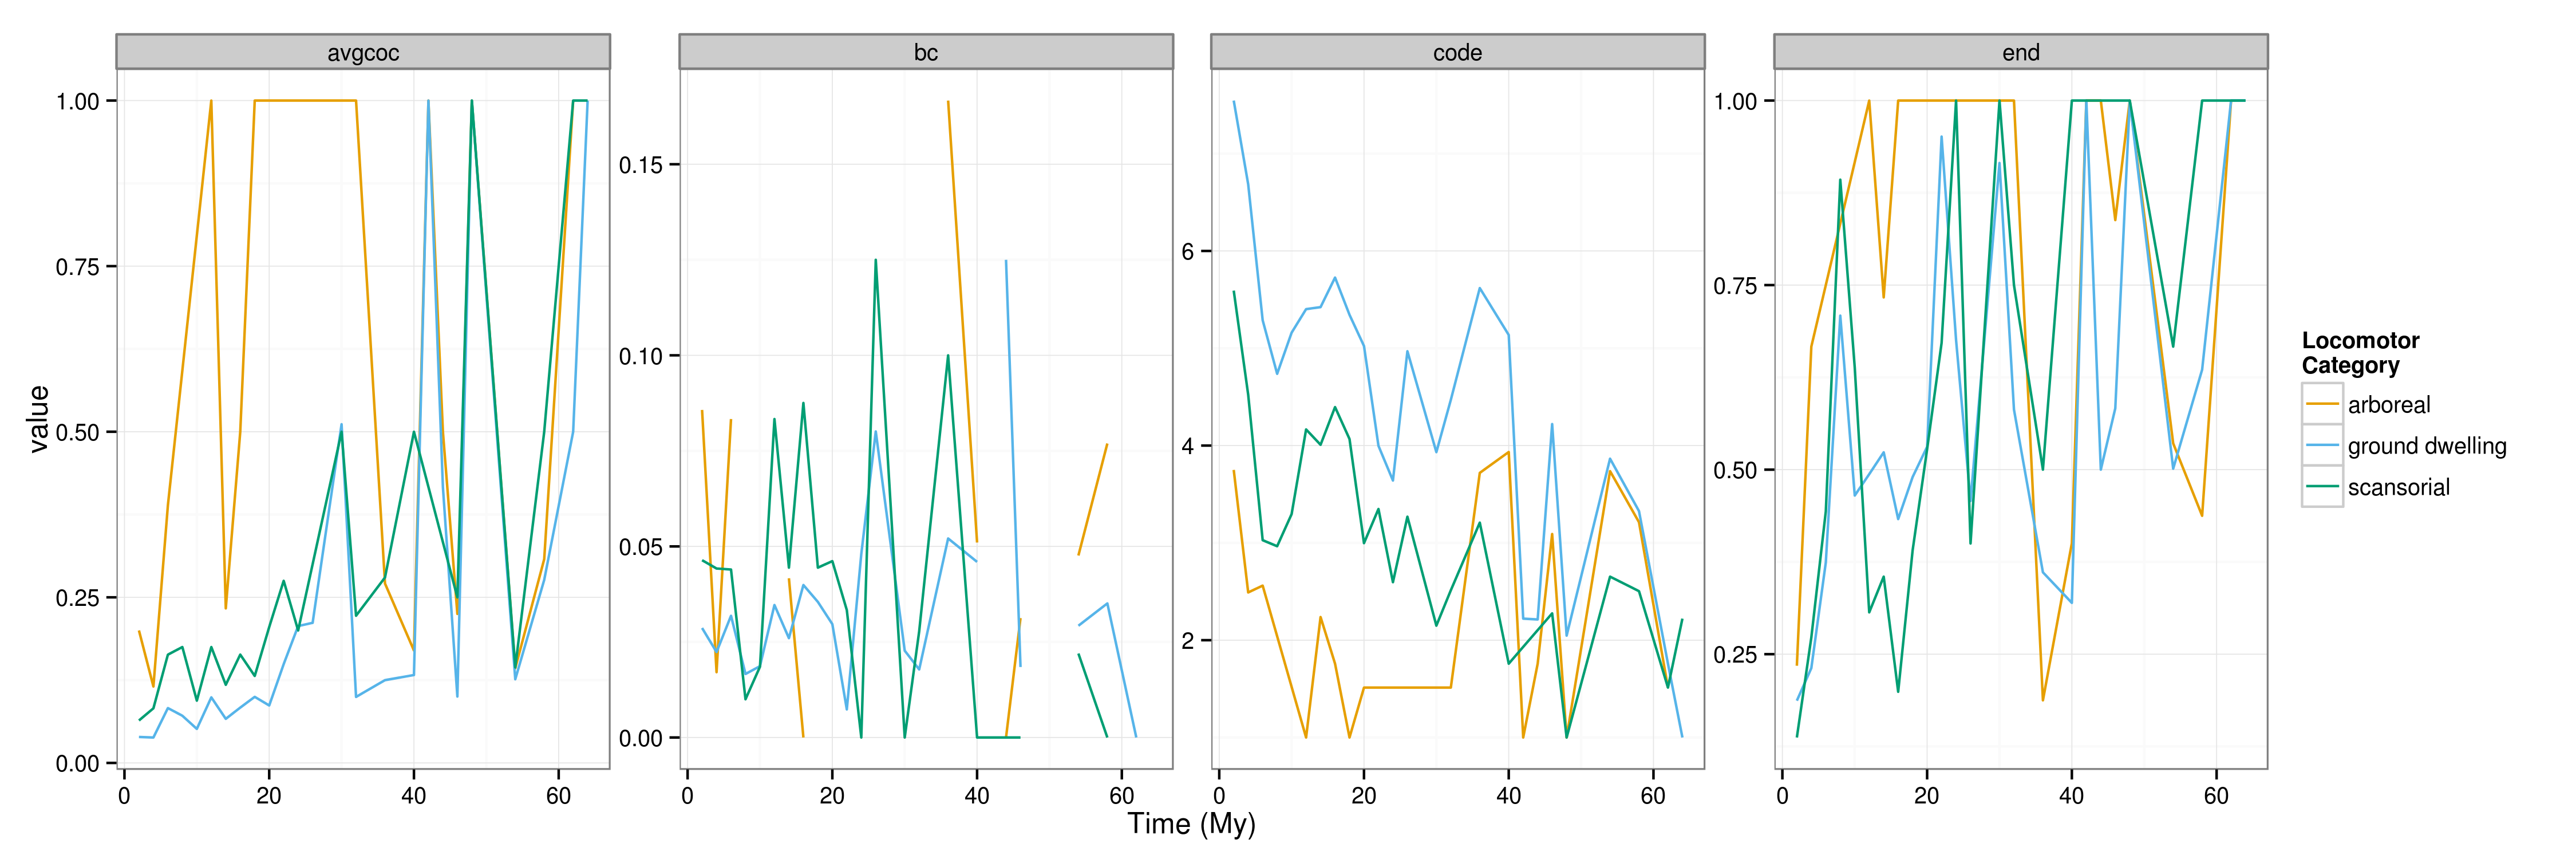 avgcoc
bc
code
end
value
1.00
0.75
0.50
0.25
0.00
0 20 40 60
0.15
0.10
0.05
0.00
0 20 40 60
6
4
2
0 20 40 60
1.00
0.75
0.50
0.25
0 20 40 60
Time (My)
Locomotor
Category
arboreal
ground dwelling
scansorial